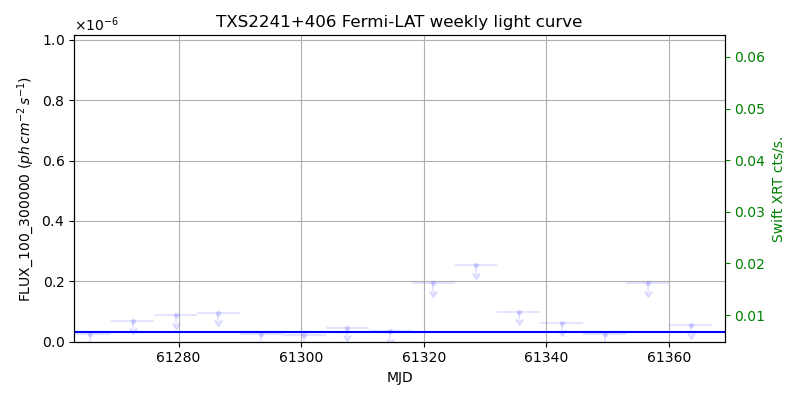 TXS2241+406 Fermi-LAT weekly light curve
×10⁻⁶
FLUX_100_300000 (ph cm⁻² s⁻¹)
1.0
0.8
0.6
0.4
0.2
0.0
0.06
0.05
0.04
0.03
0.02
0.01
Swift XRT cts/s.
61280 61300 61320 61340 61360
MJD